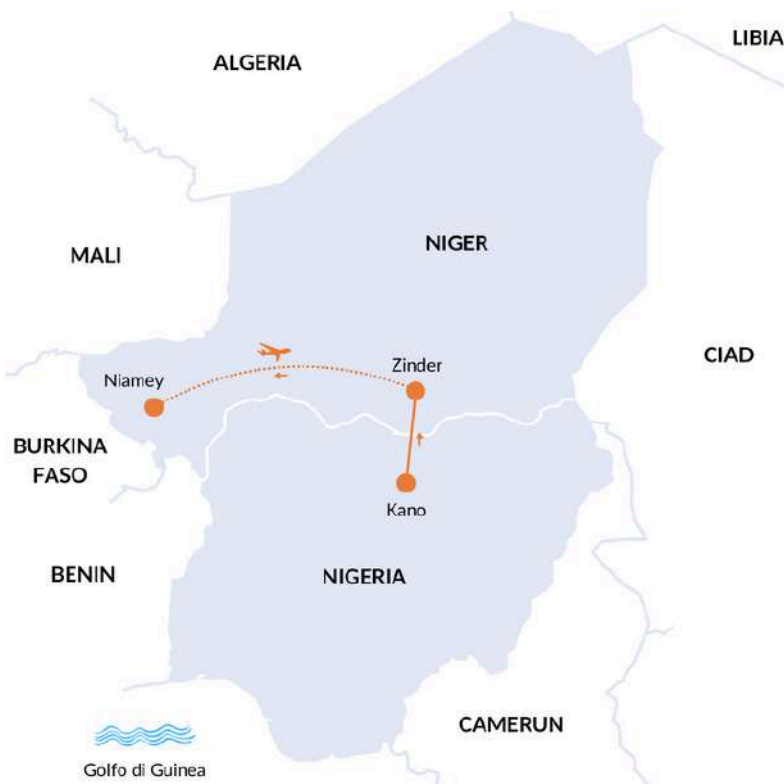 LIBIA
ALGERIA
NIGER
MALI
CIAD
Zinder
Niamey
BURKINA
FASO
Kano
BENIN
NIGERIA
CAMERUN
Golfo di Guinea